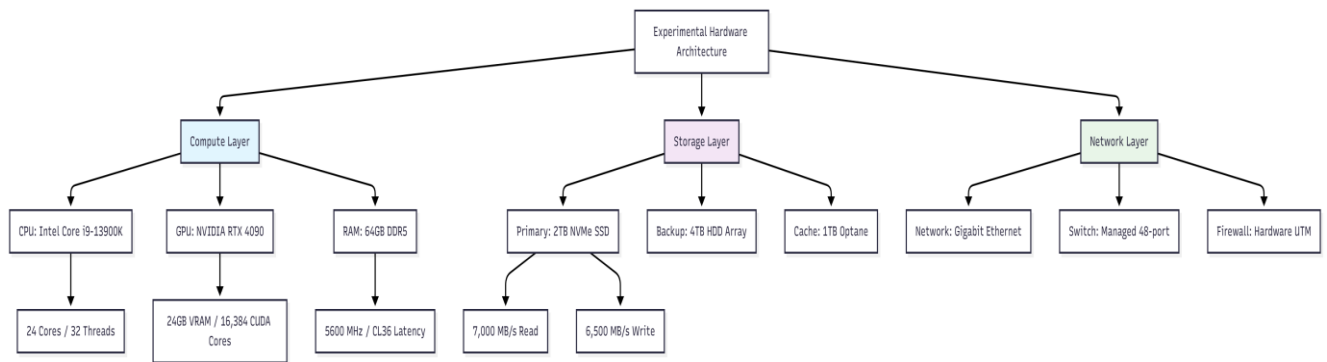 Experimental Hardware
Architecture
Compute Layer
Storage Layer
Network Layer
CPU: Intel Core i9-13900K
GPU: NVIDIA RTX 4090
RAM: 64GB DDR5
Primary: 2TB NVMe SSD
Backup: 4TB HDD Array
Cache: 1TB Optane
Network: Gigabit Ethernet
Switch: Managed 48-port
Firewall: Hardware UTM
24 Cores / 32 Threads
24GB VRAM / 16,384 CUDA
Cores
5600 MHz / CL36 Latency
7,000 MB/s Read
6,500 MB/s Write